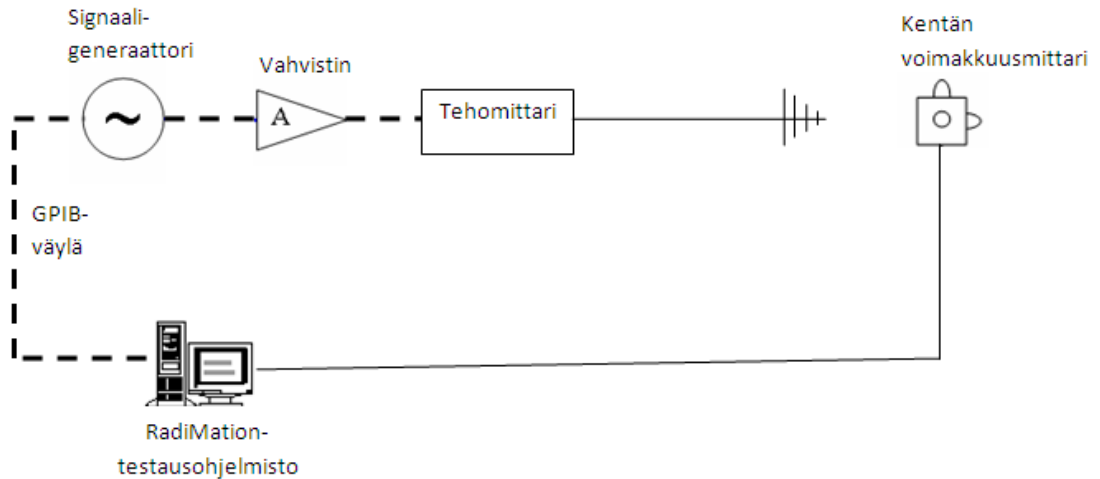 Signaali-
generaattori
Vahvistin
A
Tehomittari
Kentän
voimakkuusmittari
GPIB-
väylä
RadiMation-
testausohjelmisto